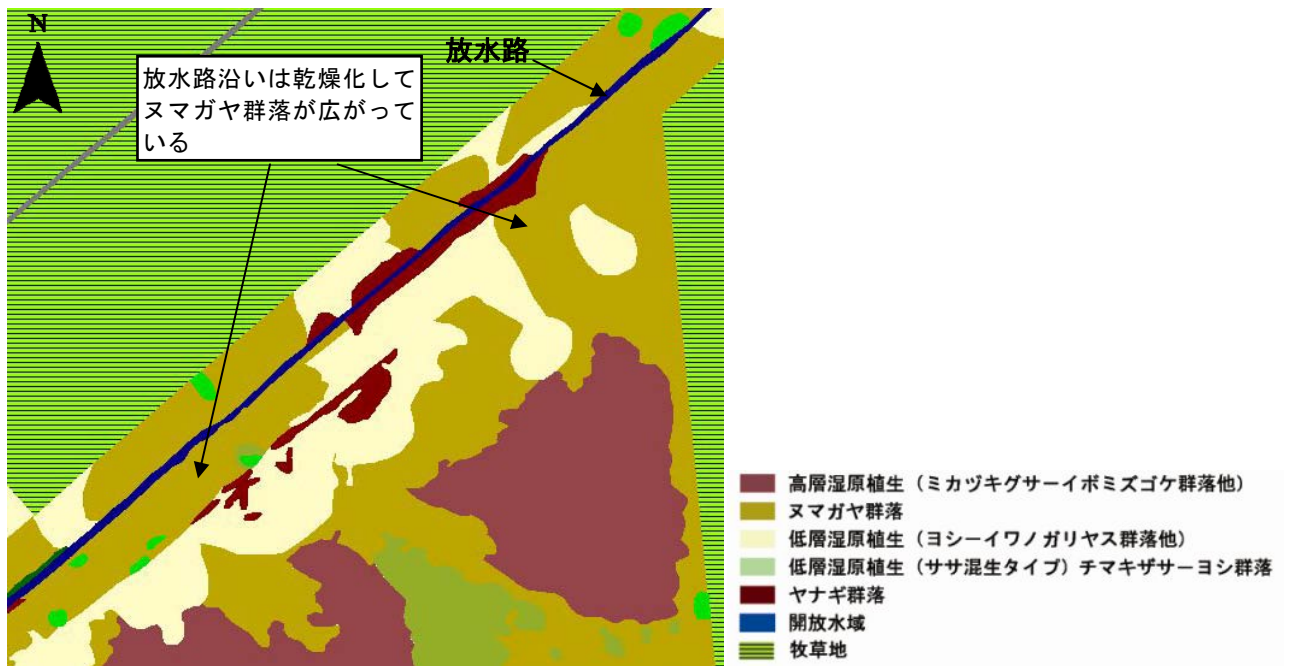 N
放水路
放水路沿いは乾燥化して
ヌマガヤ群落が広がって
いる
高層湿原植生（ミカヅキグサーイボミズゴケ群落他）
ヌマガヤ群落
低層湿原植生（ヨシーイワノガリヤス群落他）
低層湿原植生（ササ混生タイプ）チマキザサーヨシ群落
ヤナギ群落
開放水域
牧草地